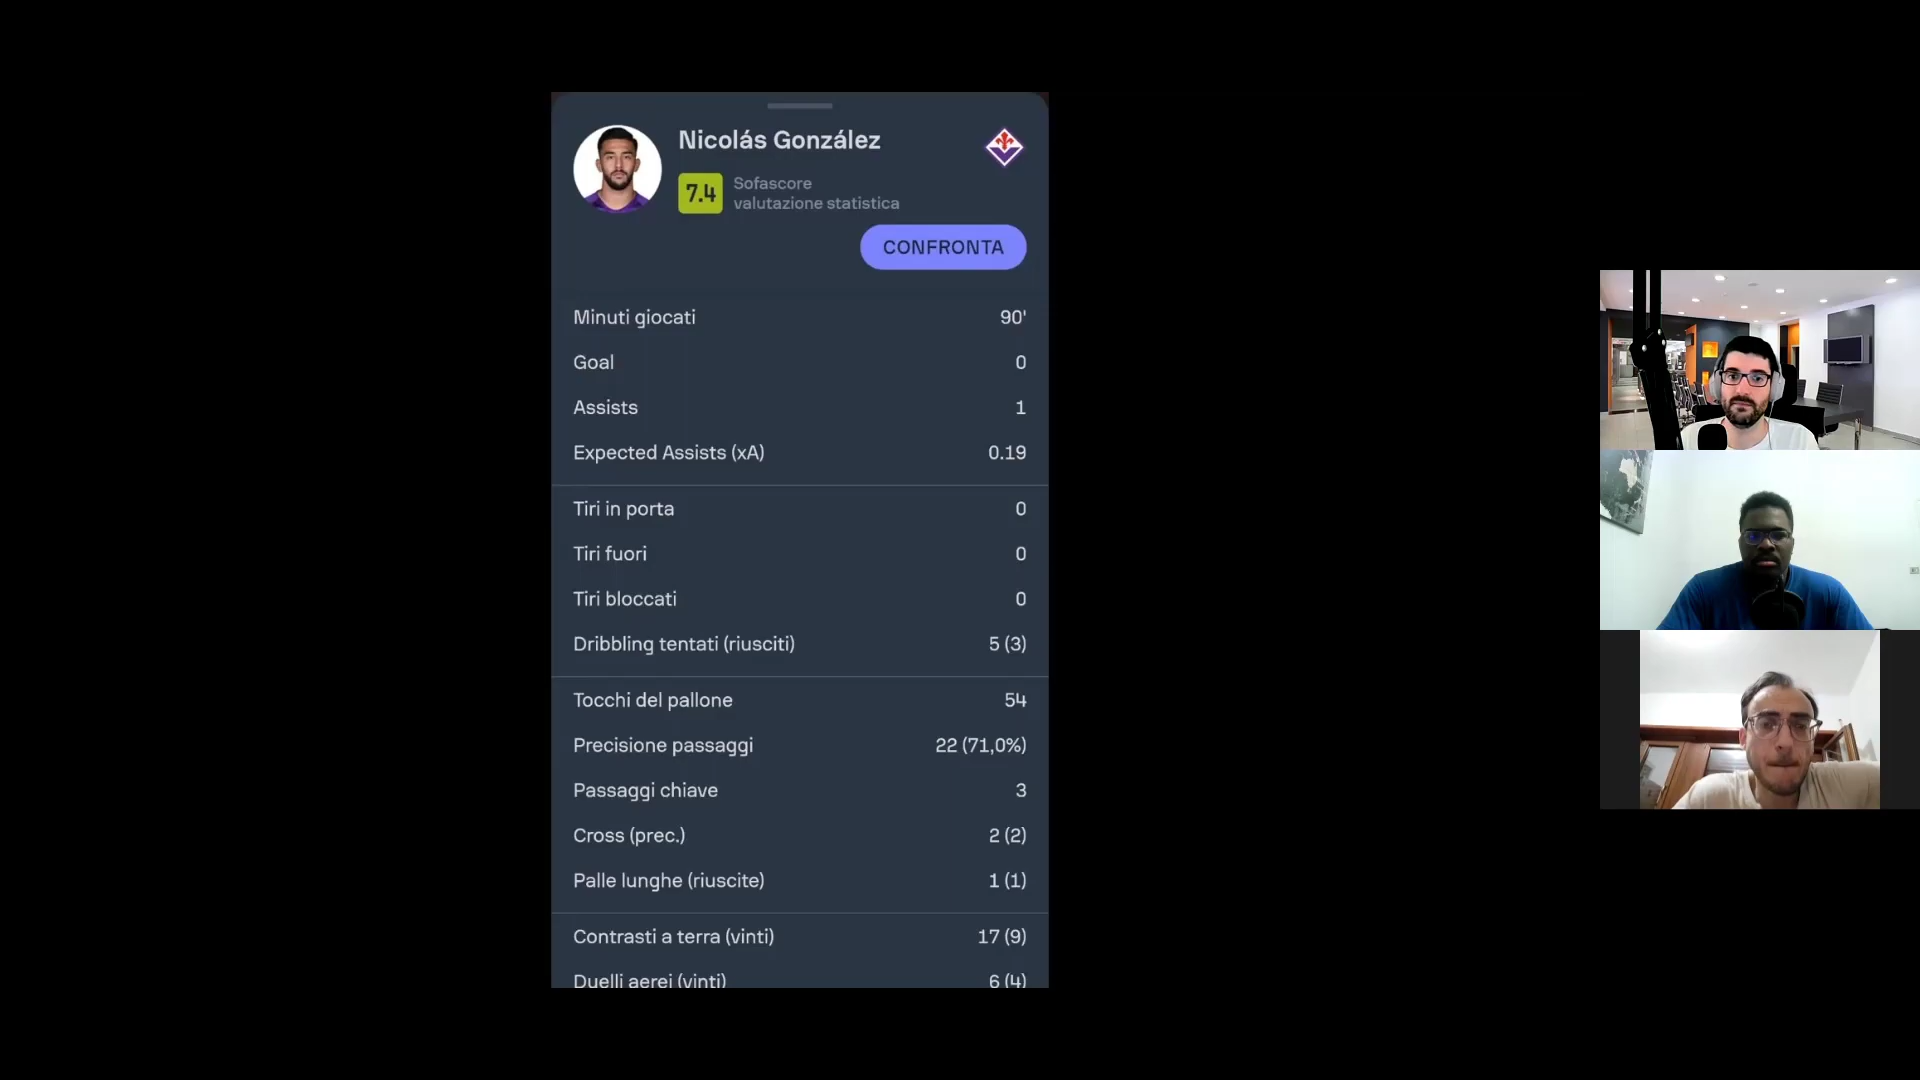 Nicolás González
7.4
Sofascore
valutazione statistica
CONFRONTA
Minuti giocati 90'
Goal 0
Assists 1
Expected Assists (xA) 0.19
Tiri in porta 0
Tiri fuori 0
Tiri bloccati 0
Dribbling tentati (riusciti) 5 (3)
Tocchi del pallone 54
Precisione passaggi 22 (71,0%)
Passaggi chiave 3
Cross (prec.) 2 (2)
Palle lunghe (riuscite) 1 (1)
Contrasti a terra (vinti) 17 (9)
Duelli aerei (vinti) 6 (4)